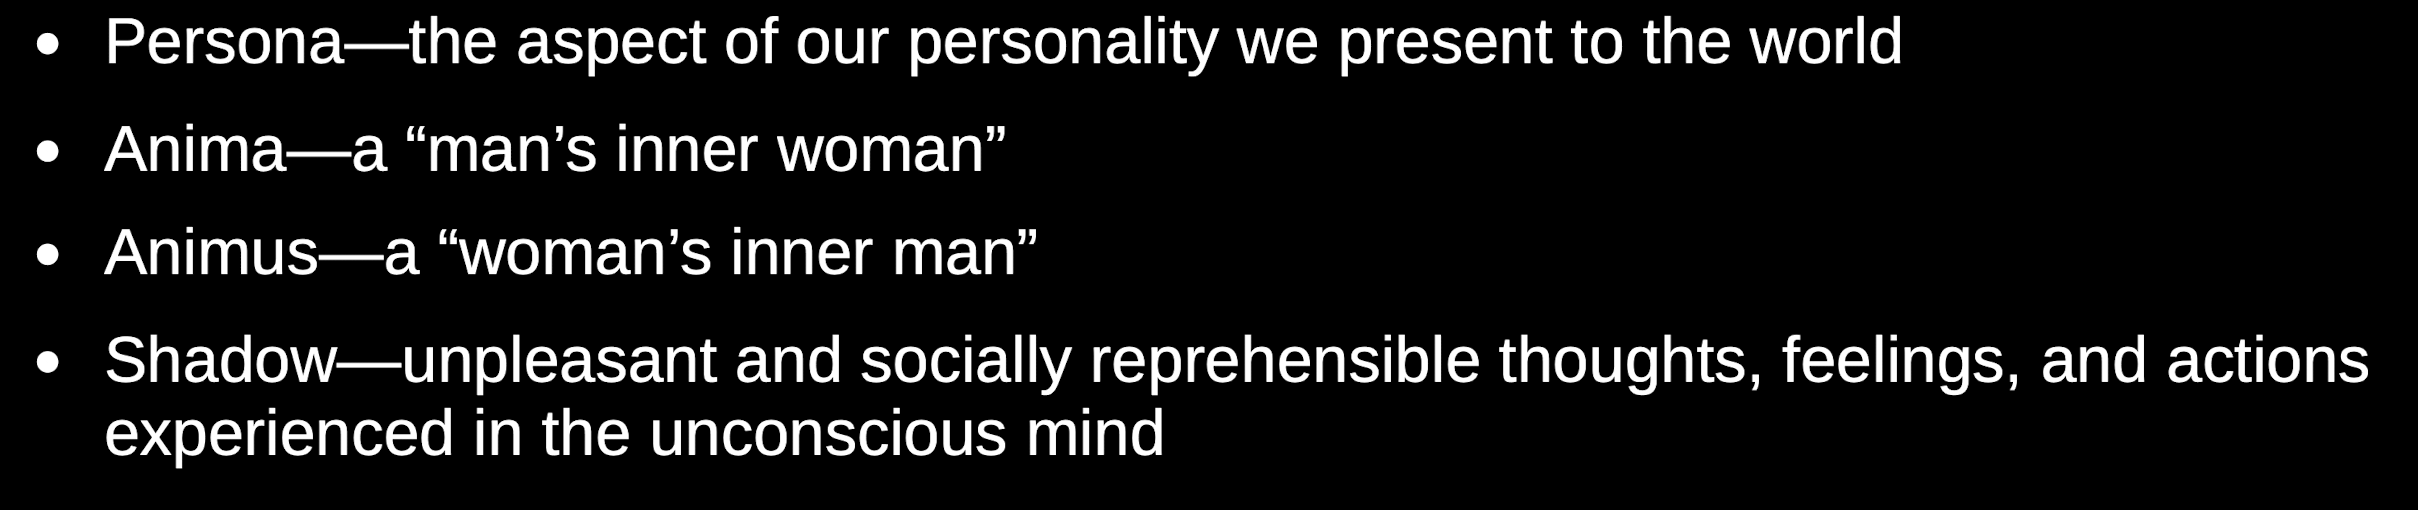 • Persona—the aspect of our personality we present to the world
• Anima—a “man’s inner woman”
• Animus—a “woman’s inner man”
• Shadow—unpleasant and socially reprehensible thoughts, feelings, and actions
experienced in the unconscious mind